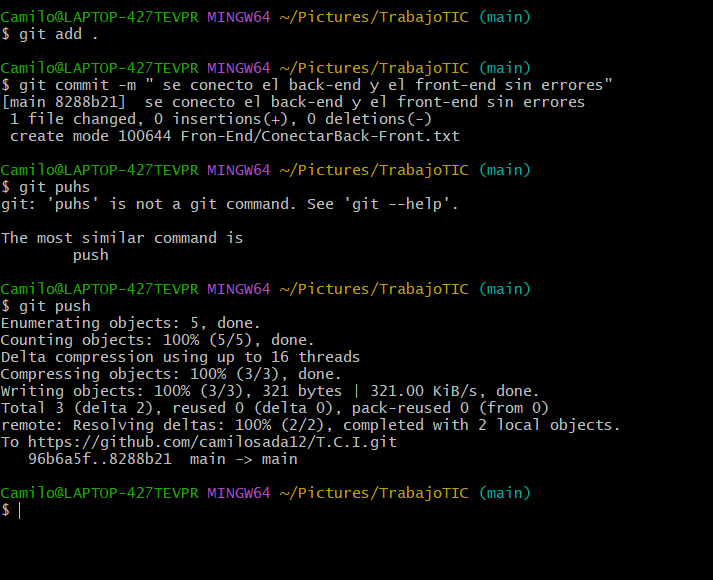 Camilo@LAPTOP-427TEVPR MINGW64 ~/Pictures/TrabajoTIC (main)
$ git add .
Camilo@LAPTOP-427TEVPR MINGW64 ~/Pictures/TrabajoTIC (main)
$ git commit -m " se conecto el back-end y el front-end sin errores"
[main 8288b21]  se conecto el back-end y el front-end sin errores
 1 file changed, 0 insertions(+), 0 deletions(-)
 create mode 100644 Fron-End/ConectarBack-Front.txt
Camilo@LAPTOP-427TEVPR MINGW64 ~/Pictures/TrabajoTIC (main)
$ git puhs
git: 'puhs' is not a git command. See 'git --help'.
The most similar command is
        push
Camilo@LAPTOP-427TEVPR MINGW64 ~/Pictures/TrabajoTIC (main)
$ git push
Enumerating objects: 5, done.
Counting objects: 100% (5/5), done.
Delta compression using up to 16 threads
Compressing objects: 100% (3/3), done.
Writing objects: 100% (3/3), 321 bytes | 321.00 KiB/s, done.
Total 3 (delta 2), reused 0 (delta 0), pack-reused 0 (from 0)
remote: Resolving deltas: 100% (2/2), completed with 2 local objects.
To https://github.com/camilosada12/T.C.I.git
   96b6a5f..8288b21  main -> main
Camilo@LAPTOP-427TEVPR MINGW64 ~/Pictures/TrabajoTIC (main)
$